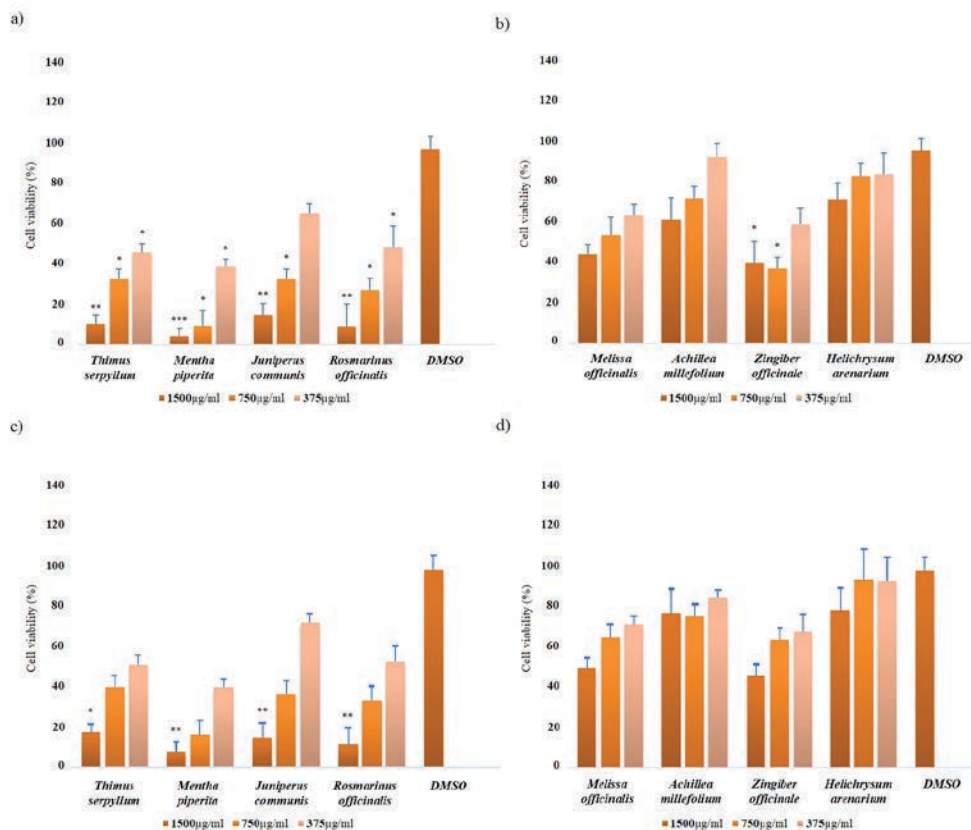 a)
140
120
100
80
60
40
20
0
Cell viability (%)
** * *
*** * *
** *
** * *
Thimus
serpyllum
Mentha
piperita
Juniperus
communis
Rosmarinus
officinalis
DMSO
1500µg/ml 750µg/ml 375µg/ml
b)
140
120
100
80
60
40
20
0
Cell viability (%)
* *
Melissa
officinalis
Achillea
millefolium
Zingiber
officinale
Helichrysum
arenarium
DMSO
1500µg/ml 750µg/ml 375µg/ml
c)
140
120
100
80
60
40
20
0
Cell viability (%)
*
**
**
**
Thimus
serpyllum
Mentha
piperita
Juniperus
communis
Rosmarinus
officinalis
DMSO
1500µg/ml 750µg/ml 375µg/ml
d)
140
120
100
80
60
40
20
0
Cell viability (%)
Melissa
officinalis
Achillea
millefolium
Zingiber
officinale
Helichrysum
arenarium
DMSO
1500µg/ml 750µg/ml 375µg/ml